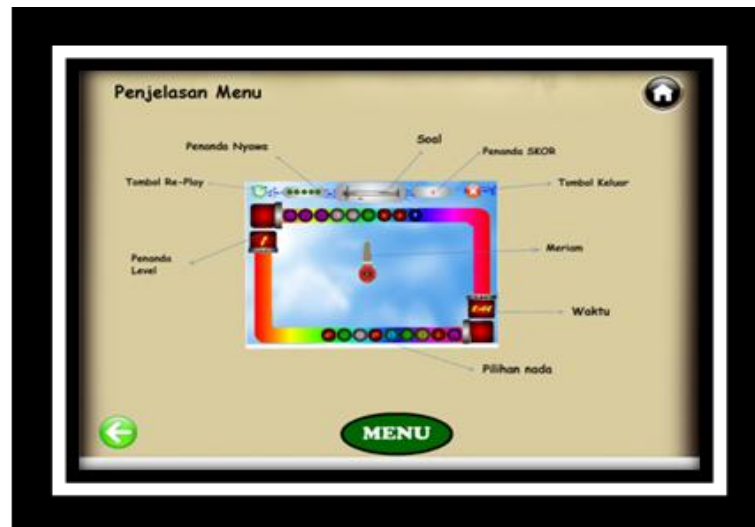 Penjelasan Menu
Penanda Nyawa
Soal
Penanda SKOR
Tombol Re-Play
Tombol Keluar
Penanda
Level
Meriam
Waktu
Pilihan nada
MENU